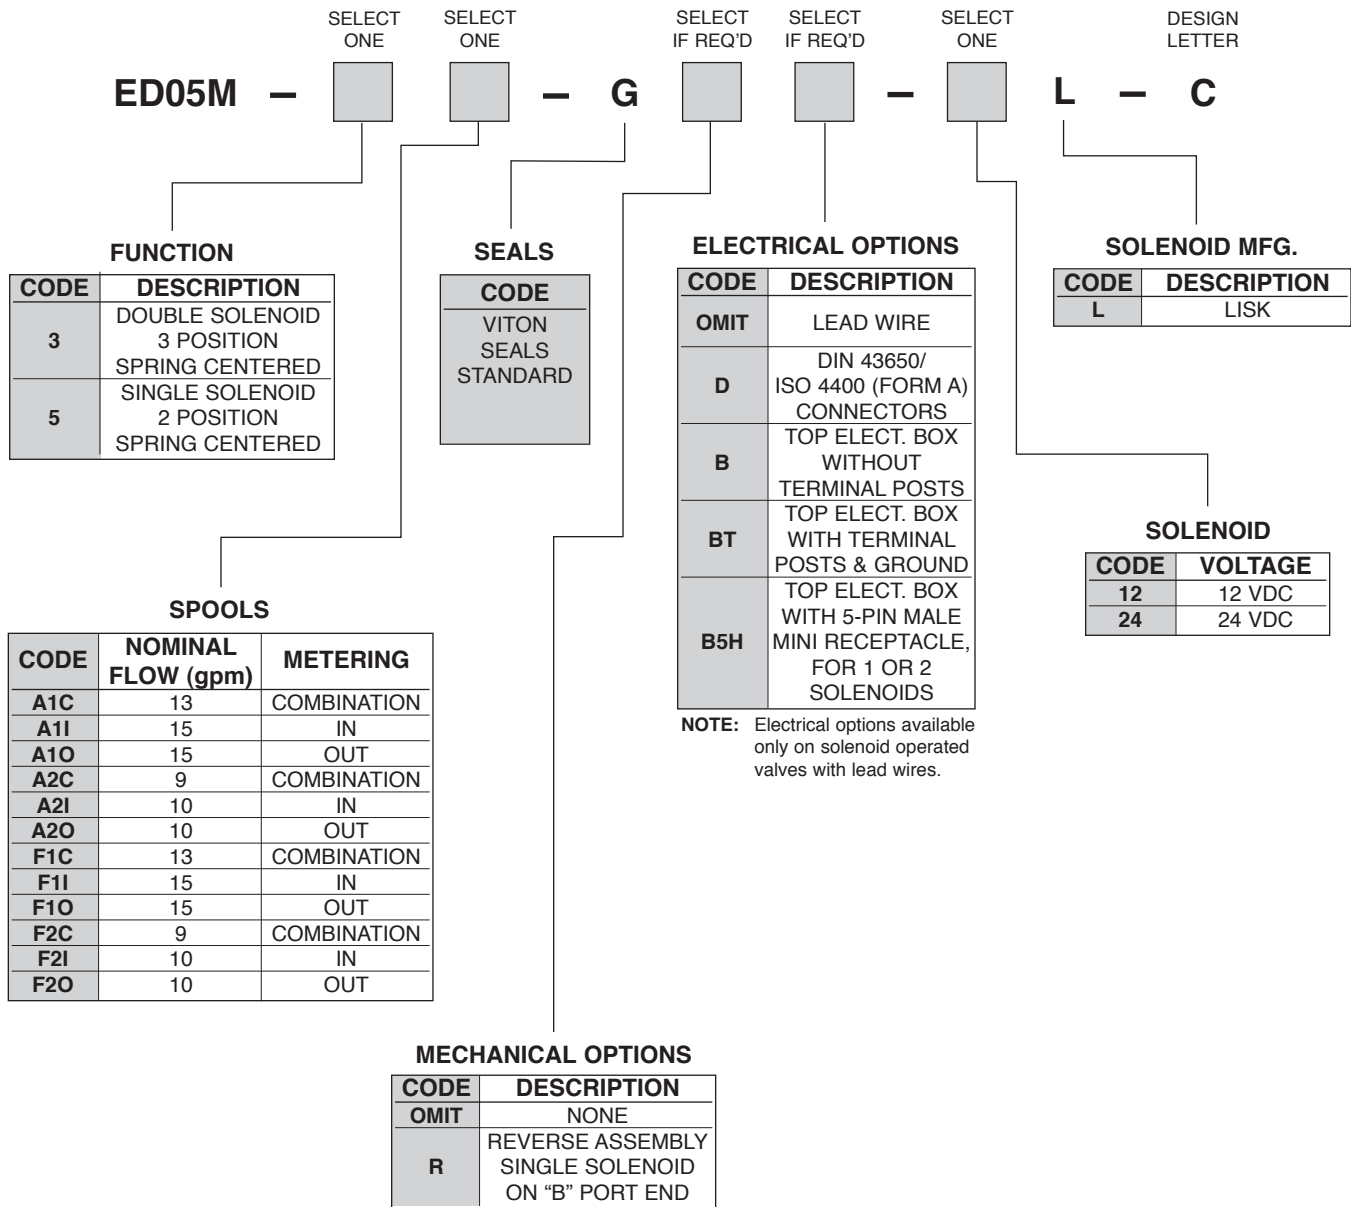 SELECT ONE
SELECT ONE
SELECT IF REQ'D
SELECT IF REQ'D
SELECT ONE
DESIGN LETTER
ED05M – – G – L – C
FUNCTION
CODE DESCRIPTION
3 DOUBLE SOLENOID
3 POSITION
SPRING CENTERED
5 SINGLE SOLENOID
2 POSITION
SPRING CENTERED
SEALS
CODE
VITON
SEALS
STANDARD
ELECTRICAL OPTIONS
CODE DESCRIPTION
OMIT LEAD WIRE
D DIN 43650/
ISO 4400 (FORM A)
CONNECTORS
B TOP ELECT. BOX
WITHOUT
TERMINAL POSTS
BT TOP ELECT. BOX
WITH TERMINAL
POSTS & GROUND
B5H TOP ELECT. BOX
WITH 5-PIN MALE
MINI RECEPTACLE,
FOR 1 OR 2
SOLENOIDS
NOTE: Electrical options available
only on solenoid operated
valves with lead wires.
SOLENOID MFG.
CODE DESCRIPTION
L LISK
SOLENOID
CODE VOLTAGE
12 12 VDC
24 24 VDC
SPOOLS
CODE NOMINAL FLOW (gpm) METERING
A1C 13 COMBINATION
A1I 15 IN
A1O 15 OUT
A2C 9 COMBINATION
A2I 10 IN
A2O 10 OUT
F1C 13 COMBINATION
F1I 15 IN
F1O 15 OUT
F2C 9 COMBINATION
F2I 10 IN
F2O 10 OUT
MECHANICAL OPTIONS
CODE DESCRIPTION
OMIT NONE
R REVERSE ASSEMBLY
SINGLE SOLENOID
ON “B” PORT END